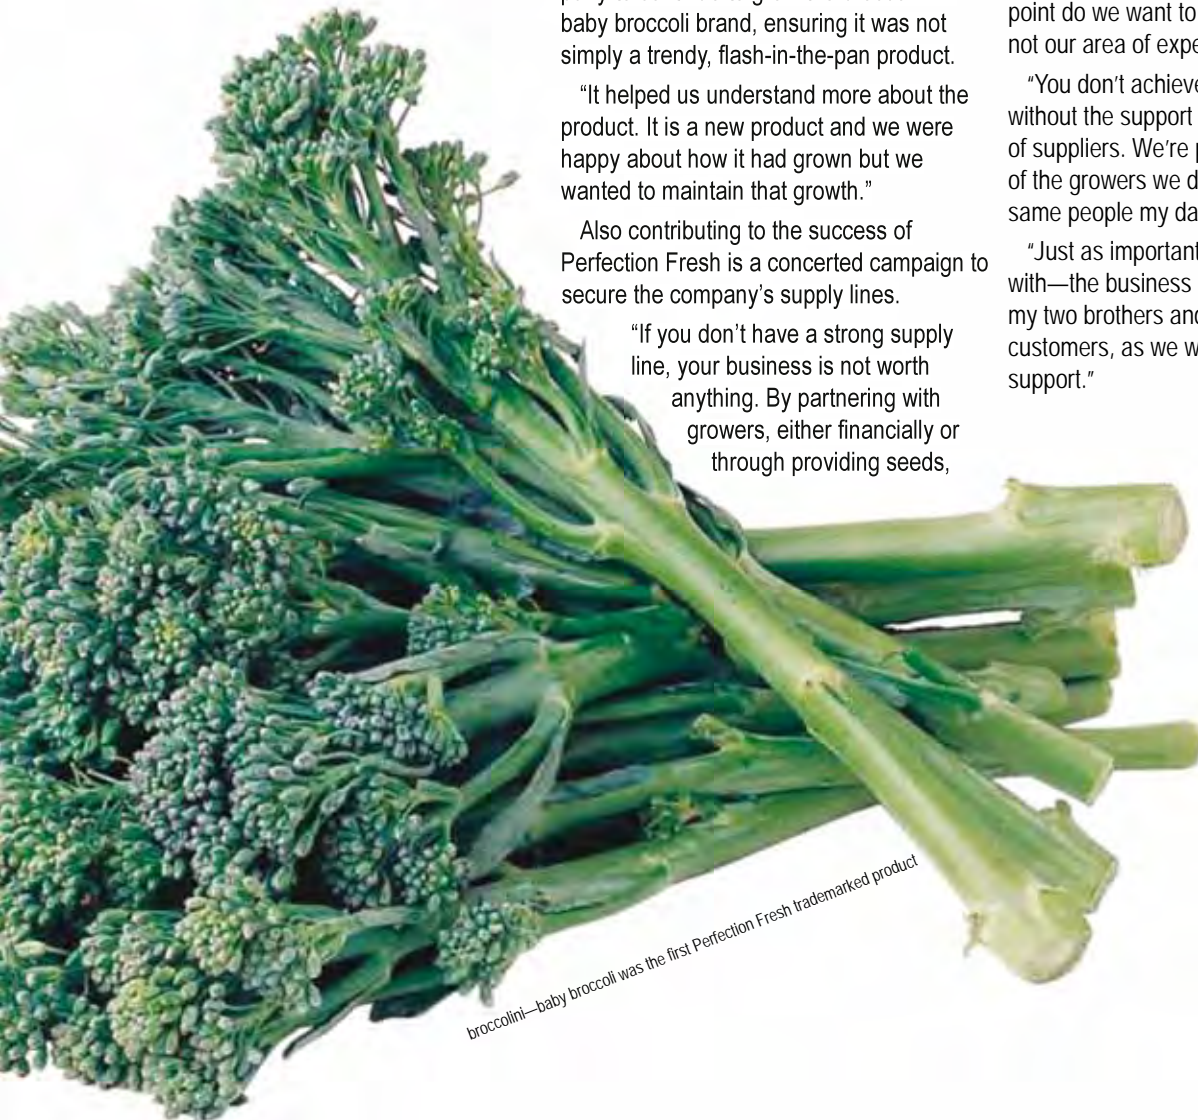 baby broccoli brand, ensuring it was not
simply a trendy, flash-in-the-pan product.
“It helped us understand more about the
product. It is a new product and we were
happy about how it had grown but we
wanted to maintain that growth.”
Also contributing to the success of
Perfection Fresh is a concerted campaign to
secure the company’s supply lines.
“If you don’t have a strong supply
line, your business is not worth
anything. By partnering with
growers, either financially or
through providing seeds,
point do we want to
not our area of expe
“You don’t achieve
without the support
of suppliers. We’re p
of the growers we d
same people my da
“Just as important
with—the business
my two brothers and
customers, as we w
support.”
broccolini—baby broccoli was the first Perfection Fresh trademarked product